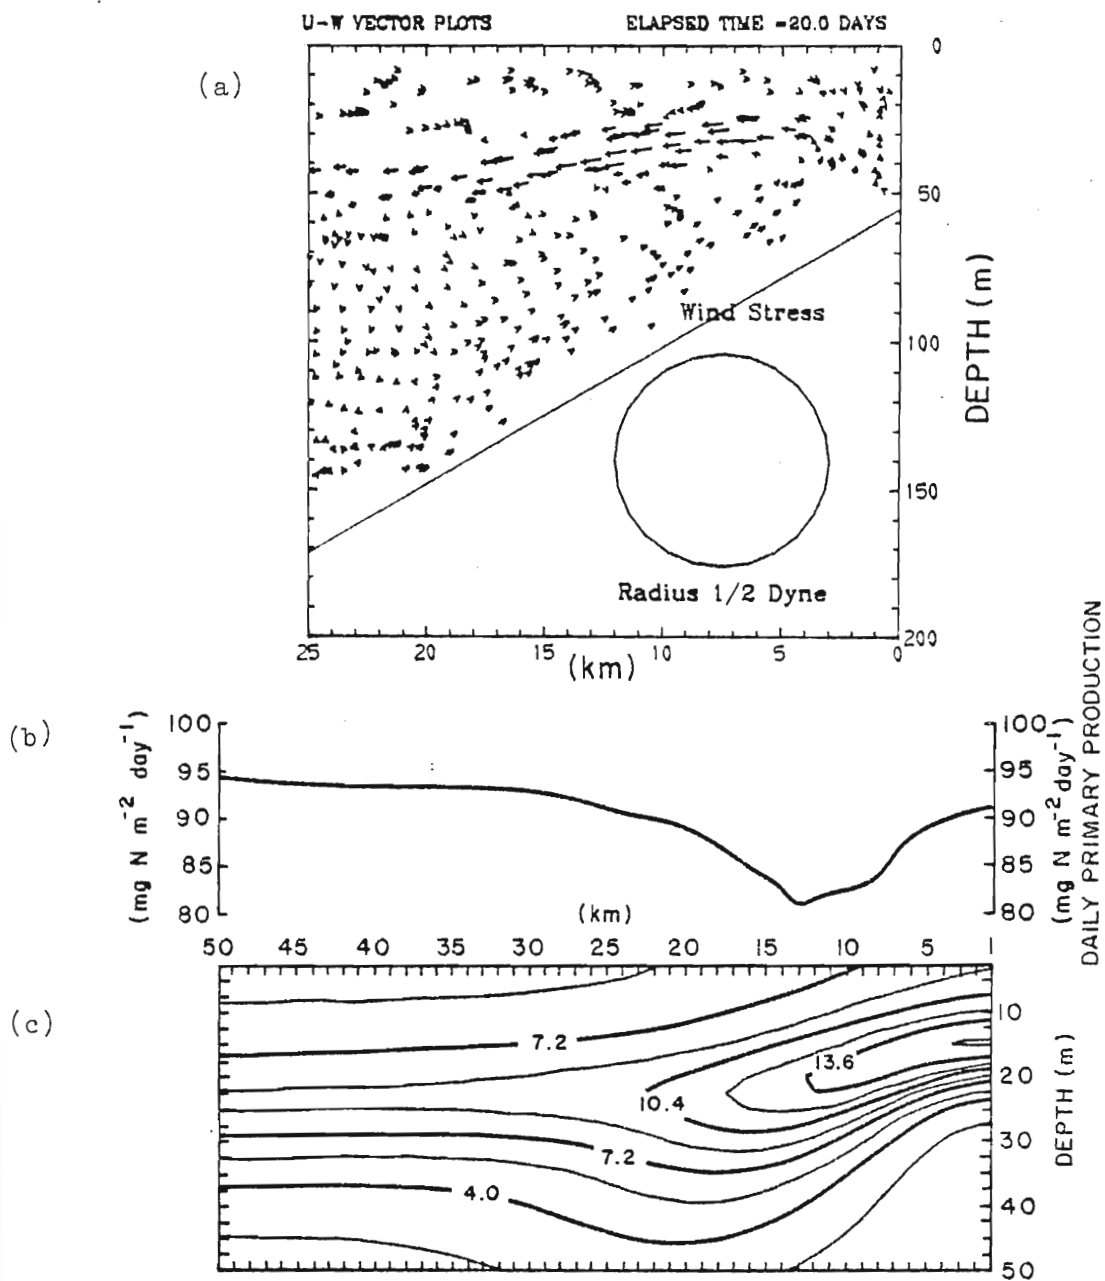 U-W VECTOR PLOTS ELAPSED TIME =20.0 DAYS
(a)
0
50
100
150
200
DEPTH (m)
Wind Stress
Radius 1/2 Dyne
25 20 15 10 5 0
(km)
(b)
100
95
90
85
80
(mg N m-2 day-1)
100
95
90
85
80
(mg N m-2 day-1)
DAILY PRIMARY PRODUCTION
(km)
50 45 40 35 30 25 20 15 10 5 1
(c)
7.2
13.6
10.4
7.2
4.0
10
20
30
40
50
DEPTH (m)